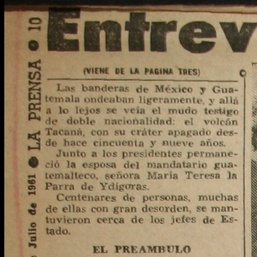 Entrev
(VIENE DE LA PAGINA TRES)
Las banderas de México y Gua-
temala ondeaban ligeramente, y allá
a lo lejos se veía el mudo testigo
de doble nacionalidad: el volcán
Tacaná, con su cráter apagado des-
de hace cincuenta y nueve años.
Junto a los presidentes permane-
ció la esposa del mandatario gua-
temalteco, señora María Teresa la
Parra de Ydígoras.
Centenares de personas, muchas
de ellas con gran desorden, se man-
tuvieron cerca de los jefes de Es-
tado.
EL PREAMBULO
Julio de 1961 ● LA PRENSA ● 10